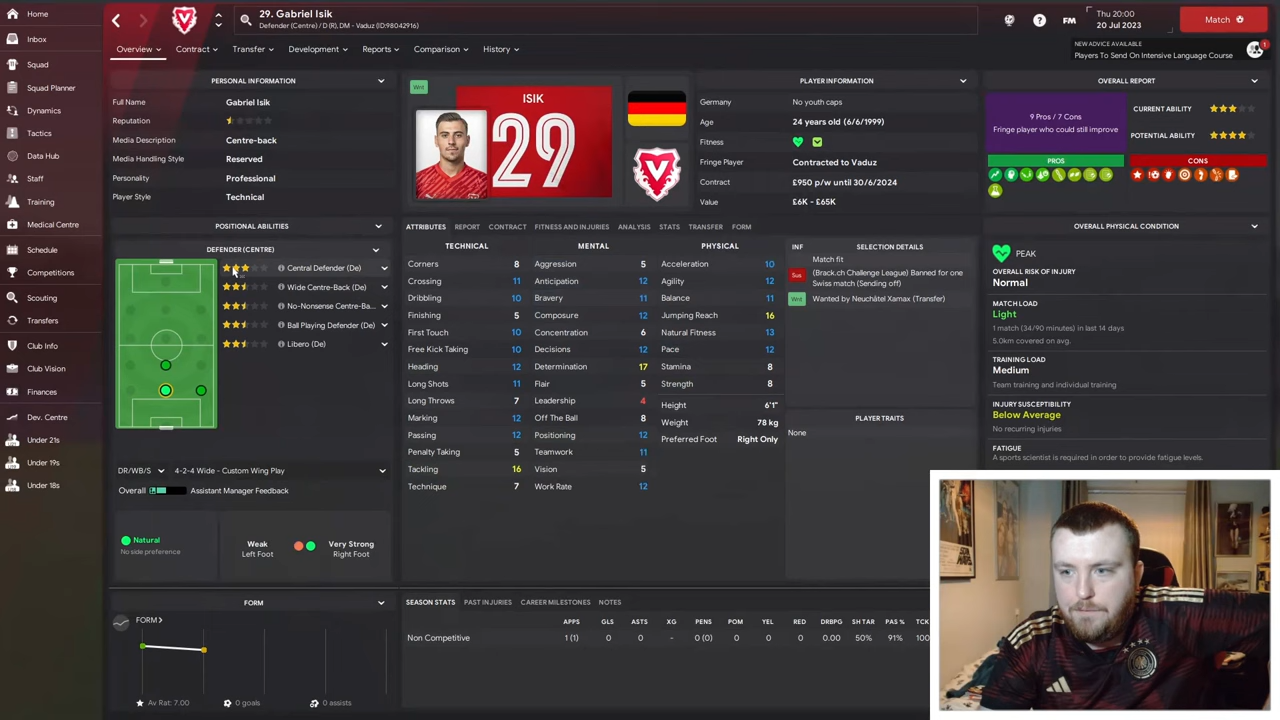 Home
Inbox
Squad
Squad Planner
Dynamics
Tactics
Data Hub
Staff
Training
Medical Centre
Schedule
Competitions
Scouting
Transfers
Club Info
Club Vision
Finances
Dev. Centre
Under 21s
Under 19s
Under 18s
29. Gabriel Isik
Defender (Centre) / D (R), DM - Vaduz (ID:98042916)
FM
Thu 20:00
20 Jul 2023
Match
NEW ADVICE AVAILABLE
Players To Send On Intensive Language Course
1
Overview Contract Transfer Development Reports Comparison History
PERSONAL INFORMATION
Full Name Gabriel Isik
Reputation
Media Description Centre-back
Media Handling Style Reserved
Personality Professional
Player Style Technical
POSITIONAL ABILITIES
DEFENDER (CENTRE)
Central Defender (De)
Wide Centre-Back (De)
No-Nonsense Centre-Ba...
Ball Playing Defender (De)
Libero (De)
DR/WB/S 4-2-4 Wide - Custom Wing Play
Overall Assistant Manager Feedback
Natural
No side preference
Weak
Left Foot
Very Strong
Right Foot
FORM
FORM
Av Rat: 7.00 0 goals 0 assists
Wnt
ISIK
29
PLAYER INFORMATION
Germany No youth caps
Age 24 years old (6/6/1999)
Fitness
Fringe Player Contracted to Vaduz
Contract £950 p/w until 30/6/2024
Value £6K - £65K
ATTRIBUTES REPORT CONTRACT FITNESS AND INJURIES ANALYSIS STATS TRANSFER FORM
TECHNICAL MENTAL PHYSICAL
Corners 8 Aggression 5 Acceleration 10
Crossing 11 Anticipation 12 Agility 12
Dribbling 10 Bravery 11 Balance 11
Finishing 5 Composure 12 Jumping Reach 16
First Touch 10 Concentration 6 Natural Fitness 13
Free Kick Taking 10 Decisions 12 Pace 12
Heading 12 Determination 17 Stamina 8
Long Shots 11 Flair 5 Strength 8
Long Throws 7 Leadership 4 Height 6'1"
Marking 12 Off The Ball 8 Weight 78 kg
Passing 12 Positioning 12 Preferred Foot Right Only
Penalty Taking 5 Teamwork 11
Tackling 16 Vision 5
Technique 7 Work Rate 12
INF SELECTION DETAILS
Match fit
Sus (Brack.ch Challenge League) Banned for one
Swiss match (Sending off)
Wnt Wanted by Neuchâtel Xamax (Transfer)
PLAYER TRAITS
None
SEASON STATS PAST INJURIES CAREER MILESTONES NOTES
APPS GLS ASTS XG PENS POM YEL RED DRB SH TAR PAS % TCK
Non Competitive 1 (1) 0 0 - 0 (0) 0 0 0 0.00 50% 91% 100
OVERALL REPORT
9 Pros / 7 Cons
Fringe player who could still improve
CURRENT ABILITY
POTENTIAL ABILITY
PROS CONS
OVERALL PHYSICAL CONDITION
PEAK
OVERALL RISK OF INJURY
Normal
MATCH LOAD
Light
1 match (34/90 minutes) in last 14 days
5.0km covered on avg.
TRAINING LOAD
Medium
Team training and individual training
INJURY SUSCEPTIBILITY
Below Average
No recurring injuries
FATIGUE
A sports scientist is required in order to provide fatigue levels.